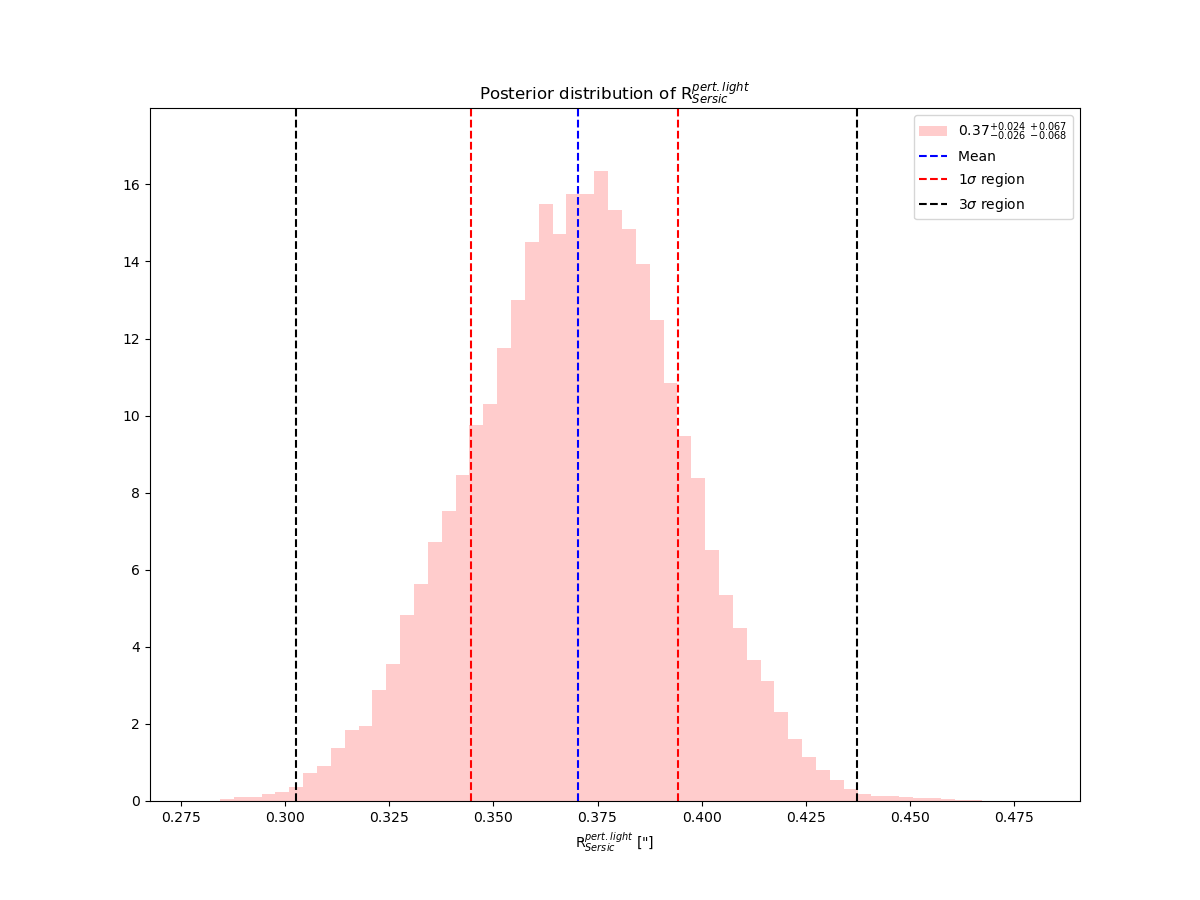 Posterior distribution of R$_{Sersic}^{pert.light}$
0.37$_{-0.026}^{+0.024}$ $_{-0.068}^{+0.067}$
Mean
1σ region
3σ region
16
14
12
10
8
6
4
2
0
0.275 0.300 0.325 0.350 0.375 0.400 0.425 0.450 0.475
R$_{Sersic}^{pert.light}$ ["]